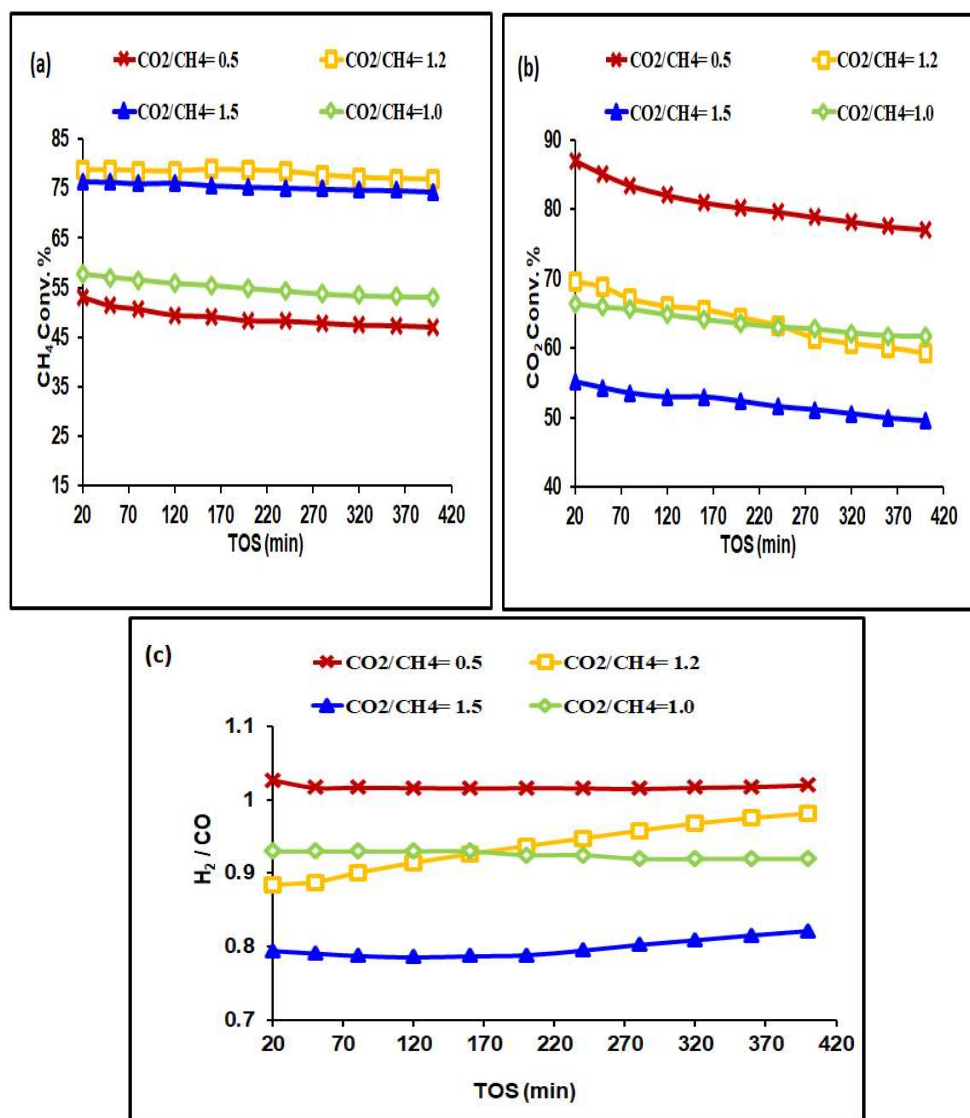 (a)
CO2/CH4= 0.5
CO2/CH4= 1.2
CO2/CH4= 1.5
CO2/CH4=1.0
85
75
65
55
45
35
25
15
CH₄ Conv. %
20 70 120 170 220 270 320 370 420
TOS (min)
(b)
CO2/CH4= 0.5
CO2/CH4= 1.2
CO2/CH4= 1.5
CO2/CH4=1.0
90
80
70
60
50
40
CO₂ Conv. %
20 70 120 170 220 270 320 370 420
TOS (min)
(c)
CO2/CH4= 0.5
CO2/CH4= 1.2
CO2/CH4= 1.5
CO2/CH4=1.0
1.1
1
0.9
0.8
0.7
H₂ / CO
20 70 120 170 220 270 320 370 420
TOS (min)